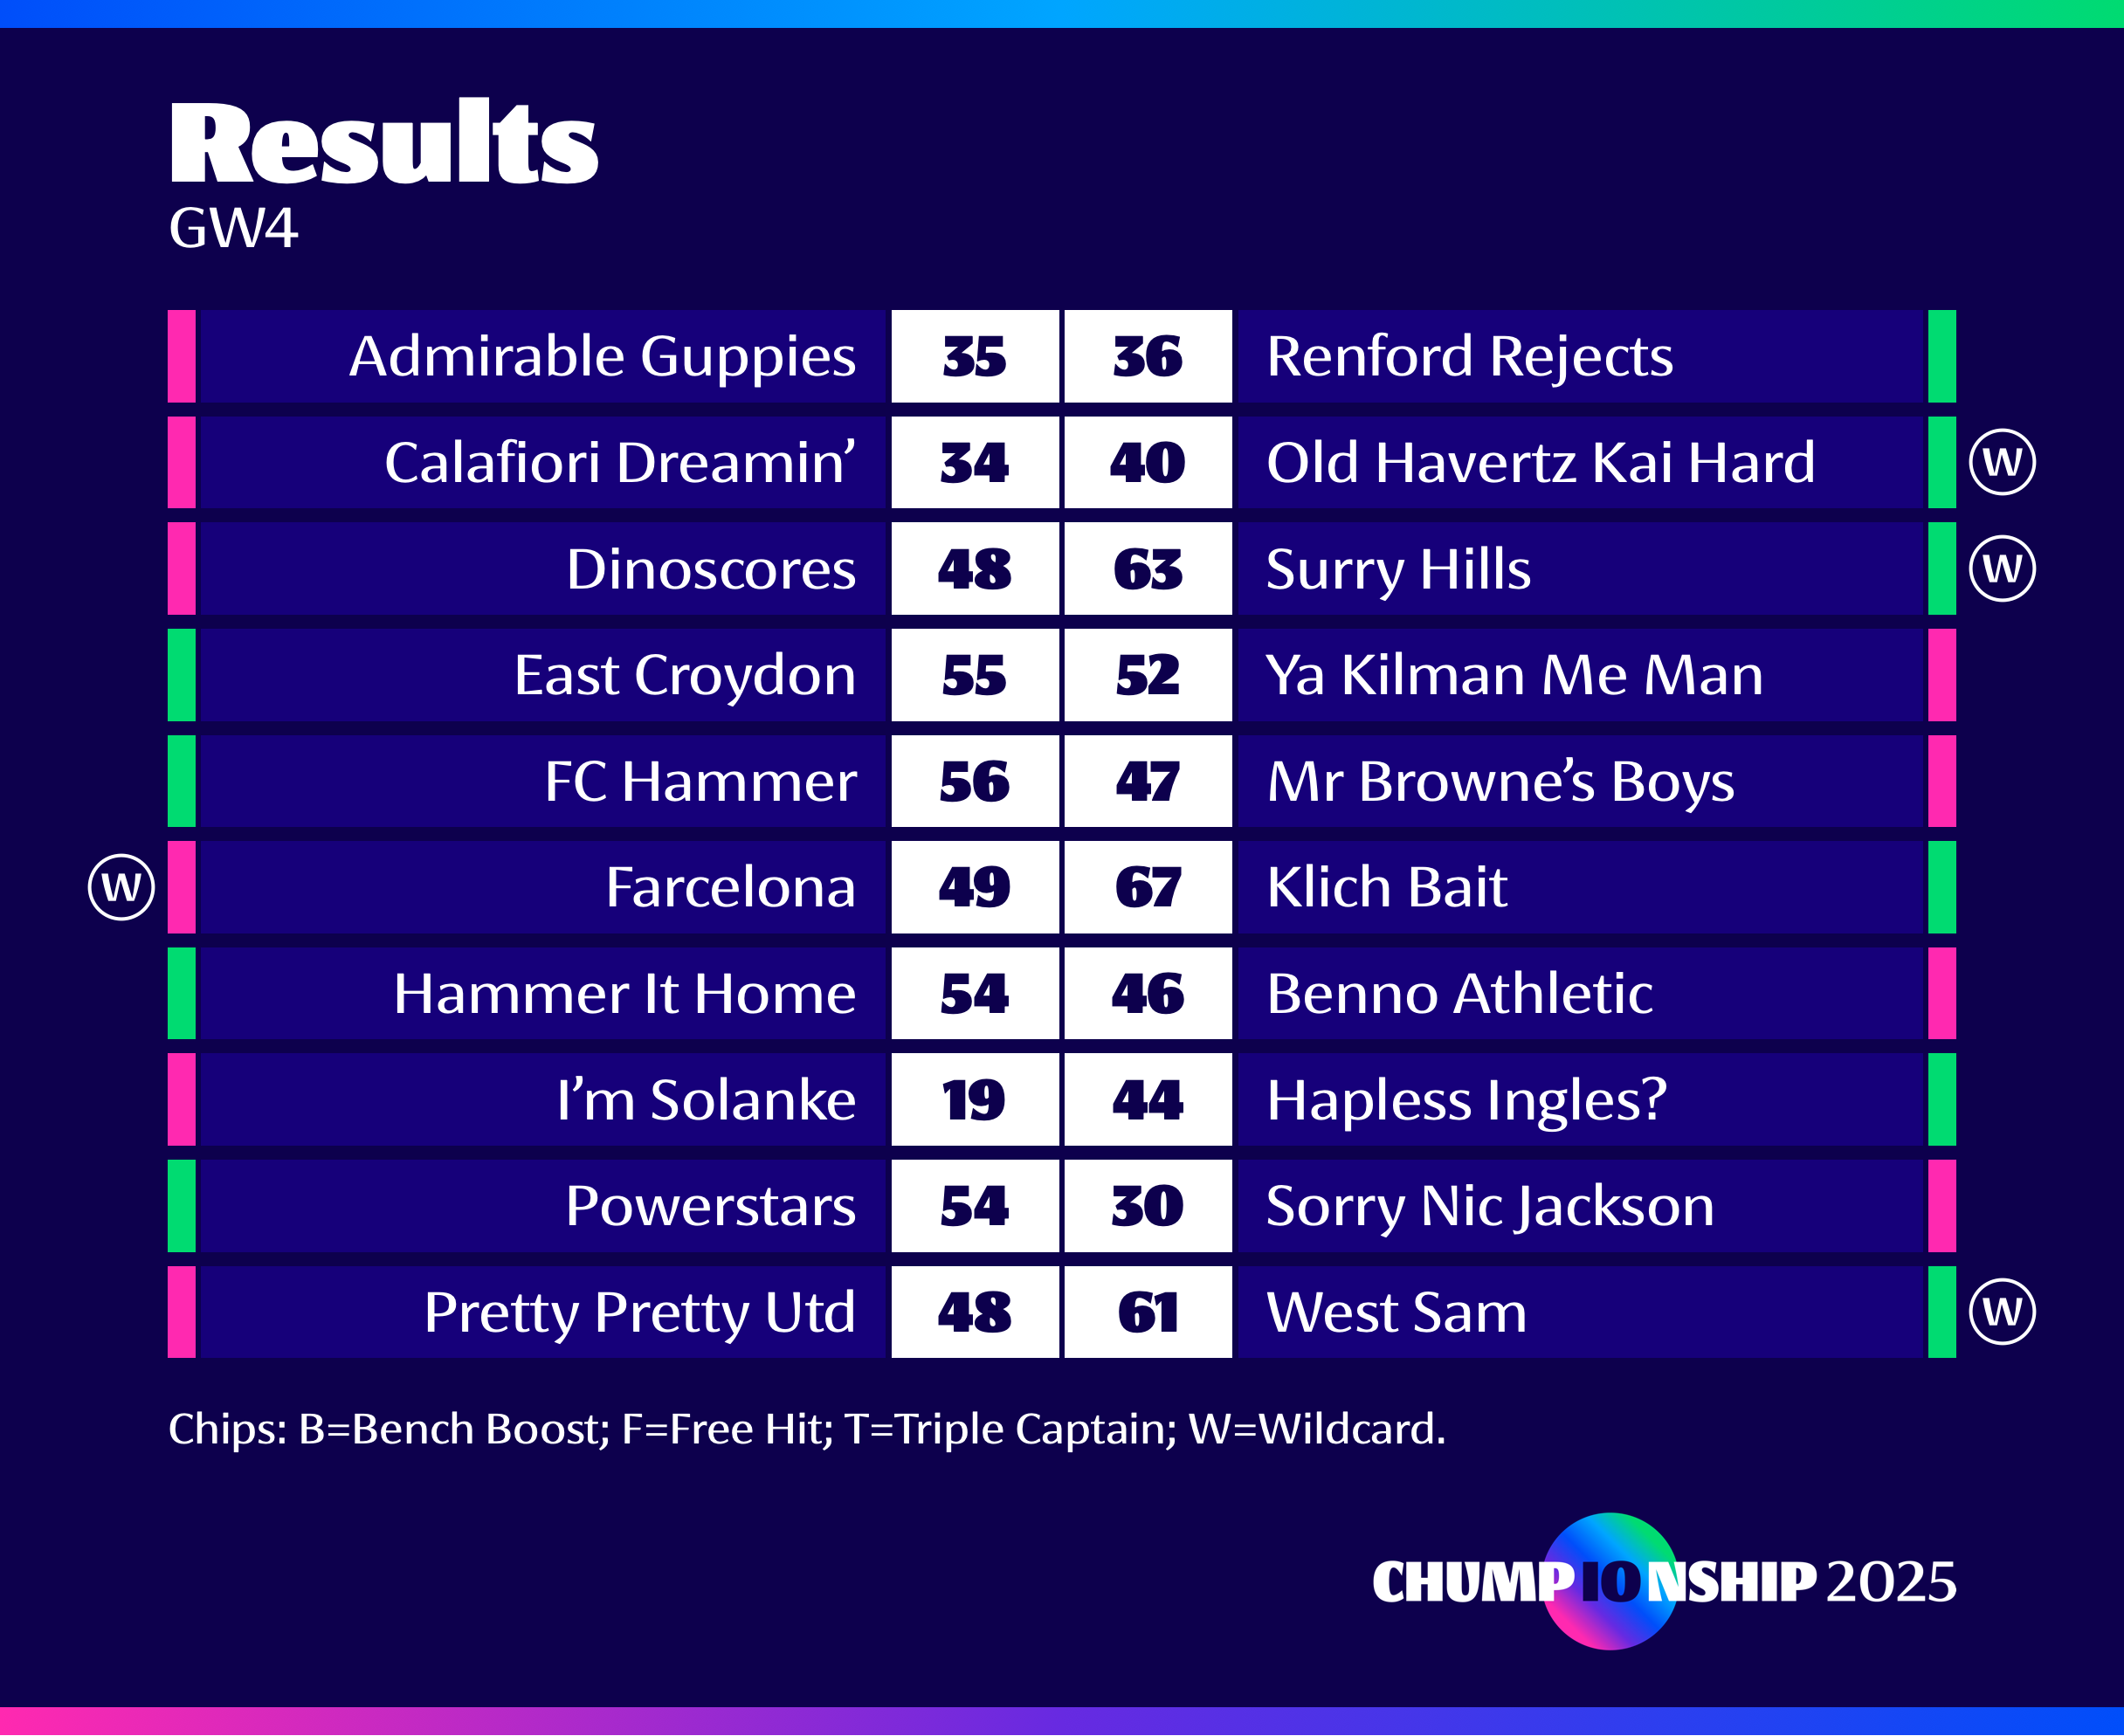 Results
GW4
Admirable Guppies 35 36 Renford Rejects
Calafiori Dreamin’ 34 40 Old Havertz Kai Hard W
Dinoscores 48 63 Surry Hills W
East Croydon 55 52 Ya Kilman Me Man
FC Hammer 56 47 Mr Browne’s Boys
W Farcelona 49 67 Klich Bait
Hammer It Home 54 46 Benno Athletic
I’m Solanke 19 44 Hapless Ingles?
Powerstars 54 30 Sorry Nic Jackson
Pretty Pretty Utd 48 61 West Sam W
Chips: B=Bench Boost; F=Free Hit; T=Triple Captain; W=Wildcard.
CHUMPIONSHIP 2025